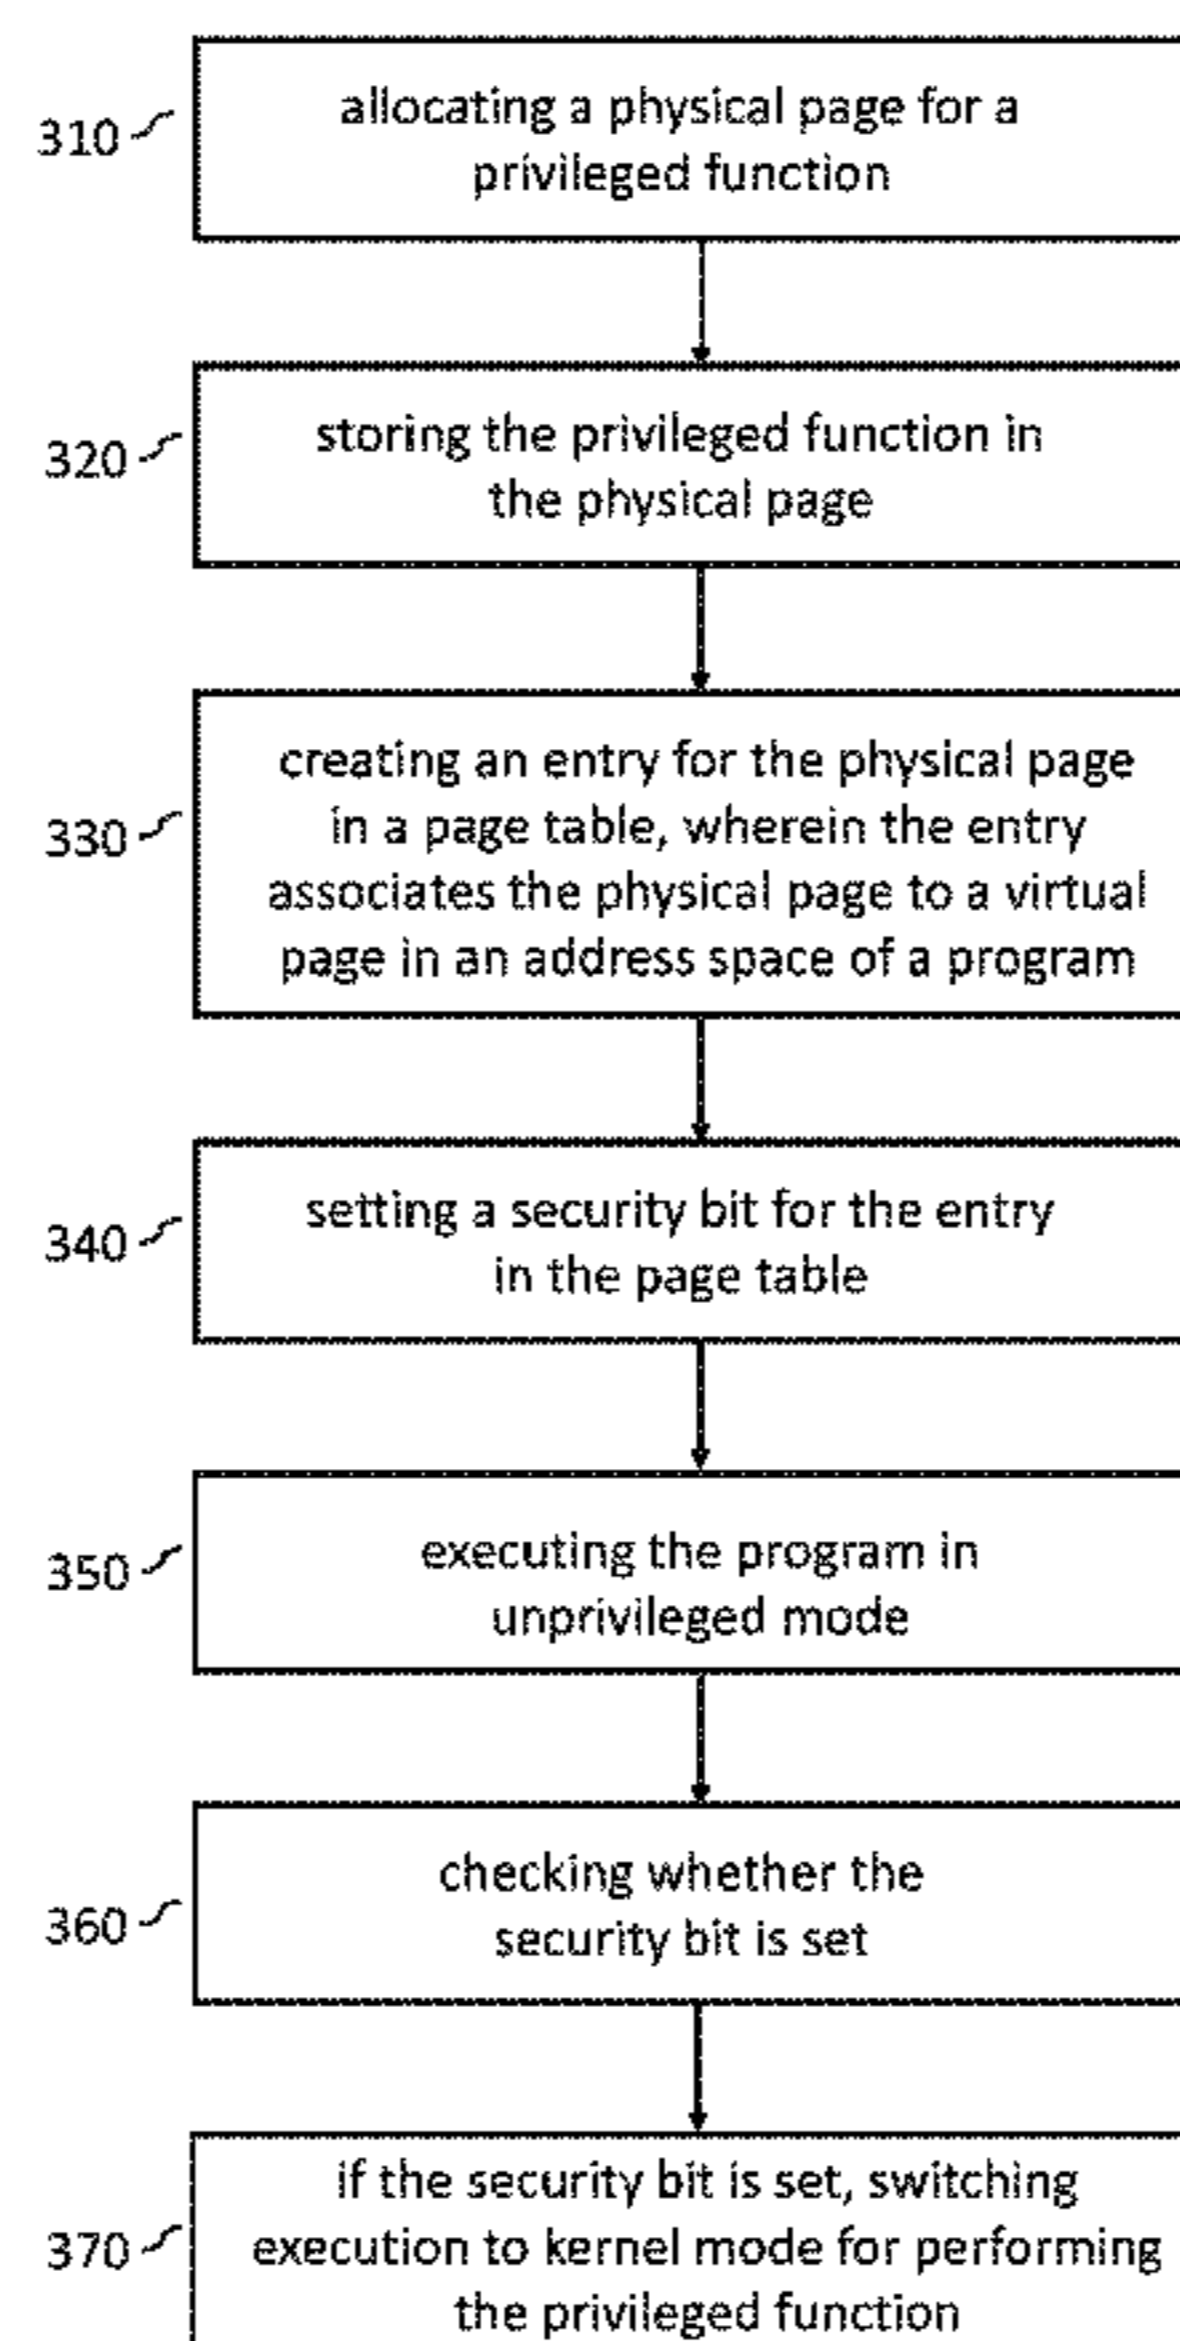 310
allocating a physical page for a
privileged function
320
storing the privileged function in
the physical page
330
creating an entry for the physical page
in a page table, wherein the entry
associates the physical page to a virtual
page in an address space of a program
340
setting a security bit for the entry
in the page table
350
executing the program in
unprivileged mode
360
checking whether the
security bit is set
370
if the security bit is set, switching
execution to kernel mode for performing
the privileged function